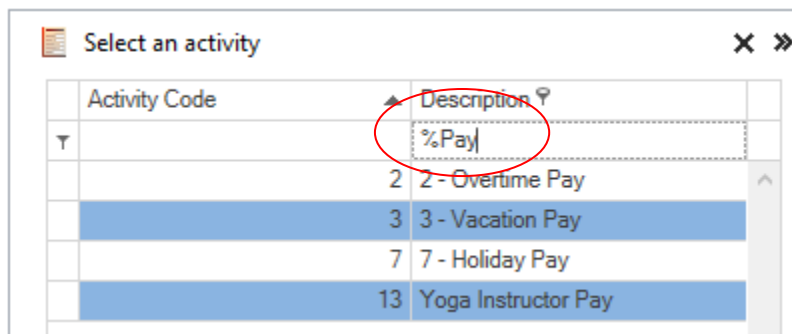 Select an activity
Activity Code Description
%Pay
2 2 - Overtime Pay
3 3 - Vacation Pay
7 7 - Holiday Pay
13 Yoga Instructor Pay